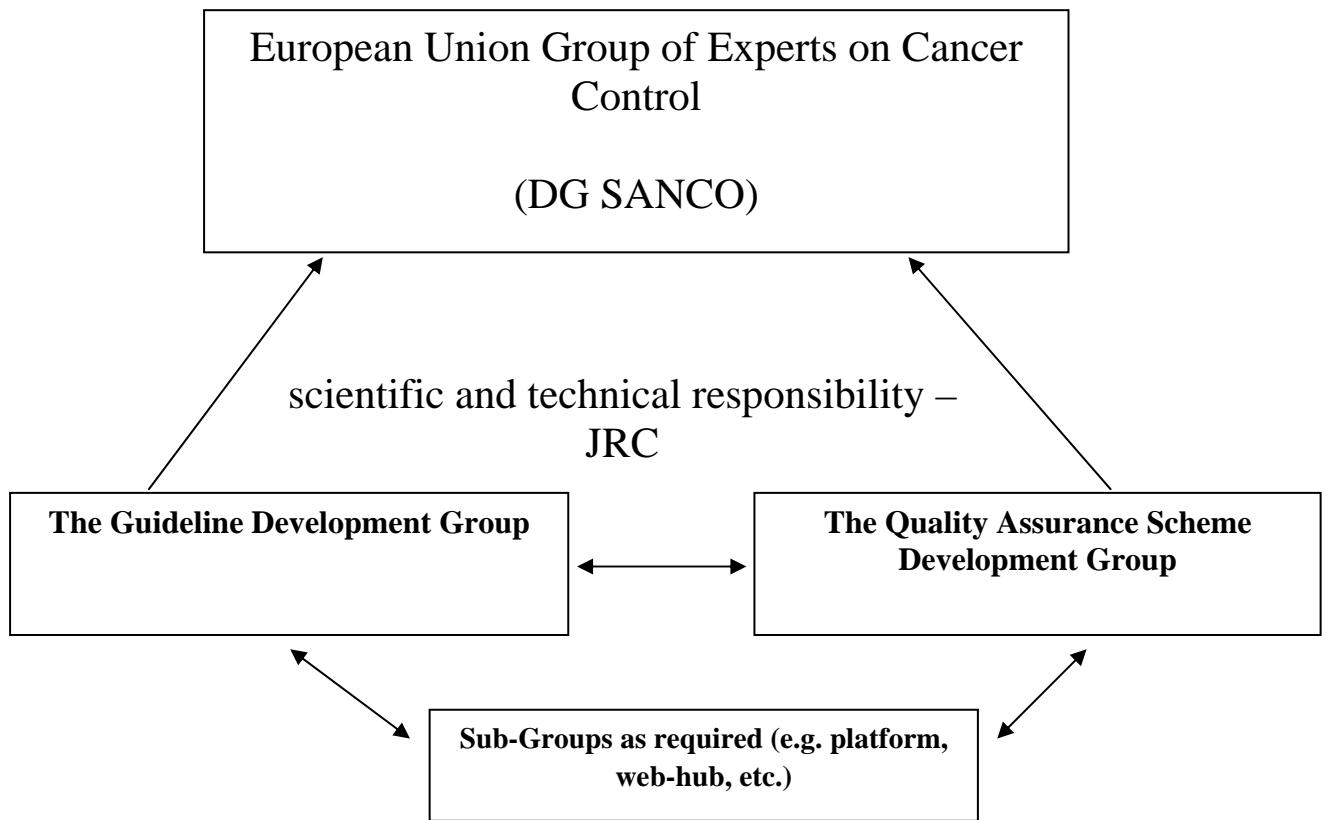 European Union Group of Experts on Cancer
Control
(DG SANCO)
scientific and technical responsibility –
JRC
The Guideline Development Group
The Quality Assurance Scheme
Development Group
Sub-Groups as required (e.g. platform,
web-hub, etc.)